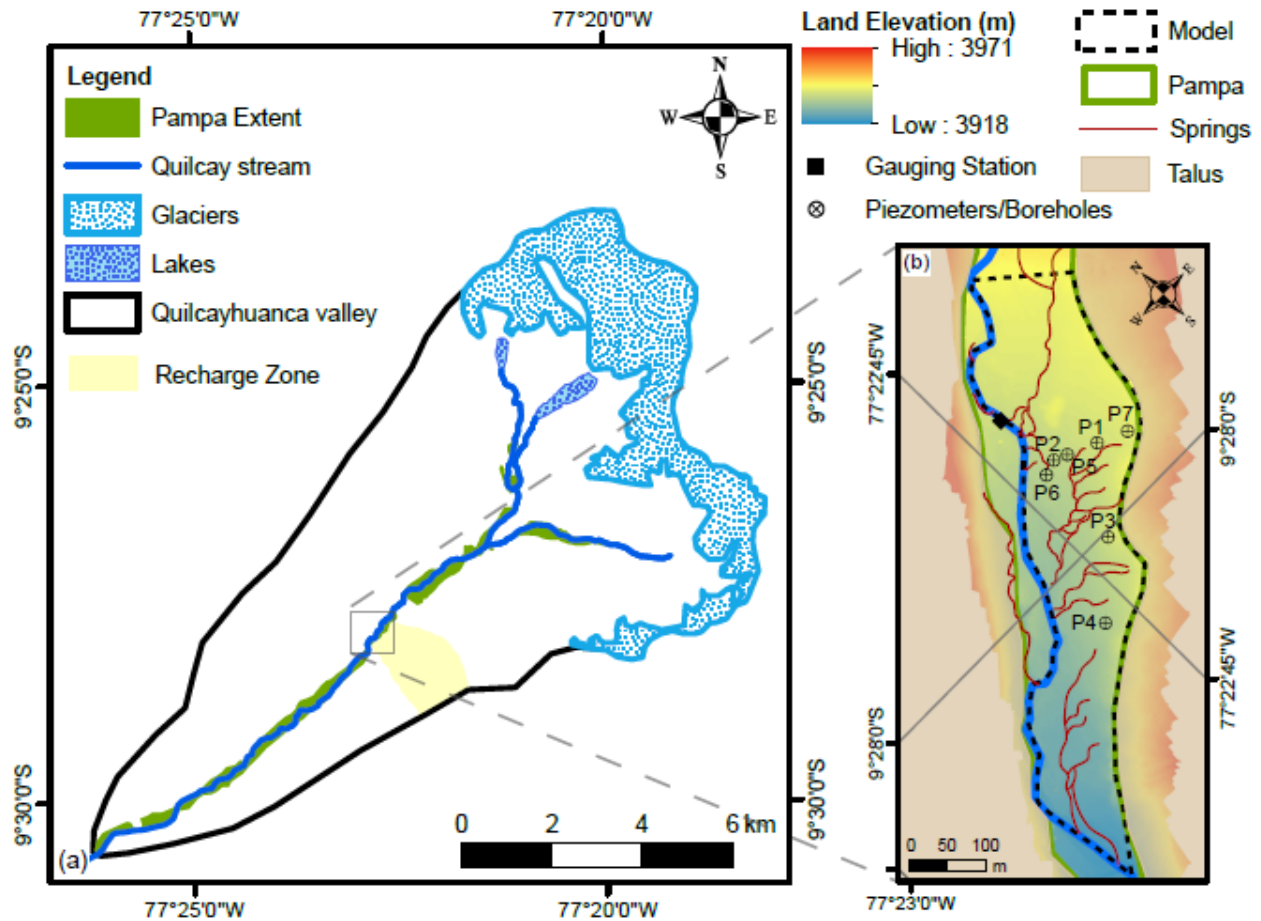 77°25'0"W
77°20'0"W
Legend
Pampa Extent
Quilcay stream
Glaciers
Lakes
Quilcayhuanca valley
Recharge Zone
N
W
E
S
9°25'0"S
9°25'0"S
9°30'0"S
9°30'0"S
0 2 4 6 km
(a)
77°25'0"W
77°20'0"W
Land Elevation (m)
High : 3971
Low : 3918
Gauging Station
Piezometers/Boreholes
Model
Pampa
Springs
Talus
(b)
N
E
W
S
77°22'45"W
9°28'0"S
P7
P1
P2
P5
P6
P3
P4
77°22'45"W
9°28'0"S
0 50 100
m
77°23'0"W